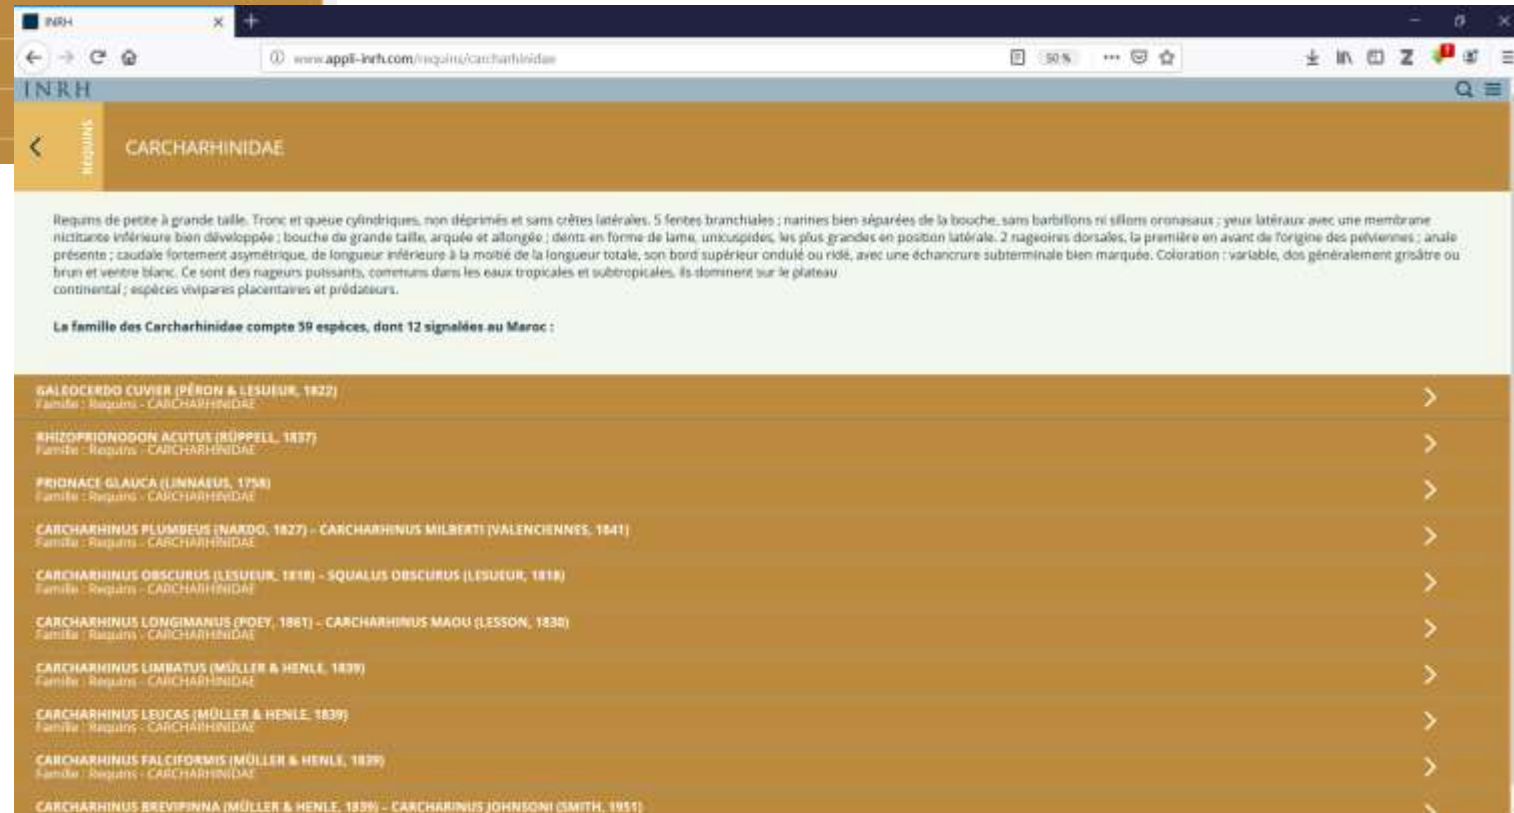 INRH
www.appli-inrh.com/requins/carcharhinidae
50 %
INRH
REQUINS
CARCHARHINIDAE
Requins de petite à grande taille. Tronc et queue cylindriques, non déprimés et sans crêtes latérales. 5 fentes branchiales ; narines bien séparées de la bouche, sans barbillons ni sillons oronasaux ; yeux latéraux avec une membrane
nictitante inférieure bien développée ; bouche de grande taille, arquée et allongée ; dents en forme de lame, unicuspides, les plus grandes en position latérale. 2 nageoires dorsales, la première en avant de l'origine des pelviennes ; anale
présente ; caudale fortement asymétrique, de longueur inférieure à la moitié de la longueur totale, son bord supérieur ondulé ou ridé, avec une échancrure subterminale bien marquée. Coloration : variable, dos généralement grisâtre ou
brun et ventre blanc. Ce sont des nageurs puissants, communs dans les eaux tropicales et subtropicales, ils dominent sur le plateau
continental ; espèces vivipares placentaires et prédateurs.
La famille des Carcharhinidae compte 59 espèces, dont 12 signalées au Maroc :
GALEOCERDO CUVIER (PÉRON & LESUEUR, 1822)
Famille : Requins - CARCHARHINIDAE
RHIZOPRIONODON ACUTUS (RÜPPELL, 1837)
Famille : Requins - CARCHARHINIDAE
PRIONACE GLAUCA (LINNAEUS, 1758)
Famille : Requins - CARCHARHINIDAE
CARCHARHINUS PLUMBEUS (NARDO, 1827) - CARCHARHINUS MILBERTI (VALENCIENNES, 1841)
Famille : Requins - CARCHARHINIDAE
CARCHARHINUS OBSCURUS (LESUEUR, 1818) - SQUALUS OBSCURUS (LESUEUR, 1818)
Famille : Requins - CARCHARHINIDAE
CARCHARHINUS LONGIMANUS (POEY, 1861) - CARCHARHINUS MAOU (LESSON, 1830)
Famille : Requins - CARCHARHINIDAE
CARCHARHINUS LIMBATUS (MÜLLER & HENLE, 1839)
Famille : Requins - CARCHARHINIDAE
CARCHARHINUS LEUCAS (MÜLLER & HENLE, 1839)
Famille : Requins - CARCHARHINIDAE
CARCHARHINUS FALCIFORMIS (MÜLLER & HENLE, 1839)
Famille : Requins - CARCHARHINIDAE
CARCHARHINUS BREVIPINNA (MÜLLER & HENLE, 1839) - CARCHARINUS JOHNSONI (SMITH, 1951)